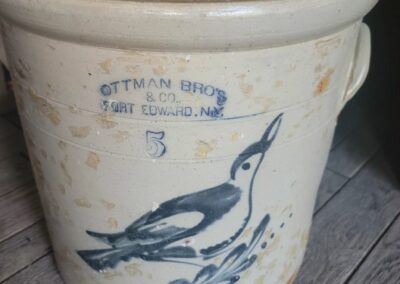 OTTMAN BRO'S
& CO.
FORT EDWARD. N.Y.
5